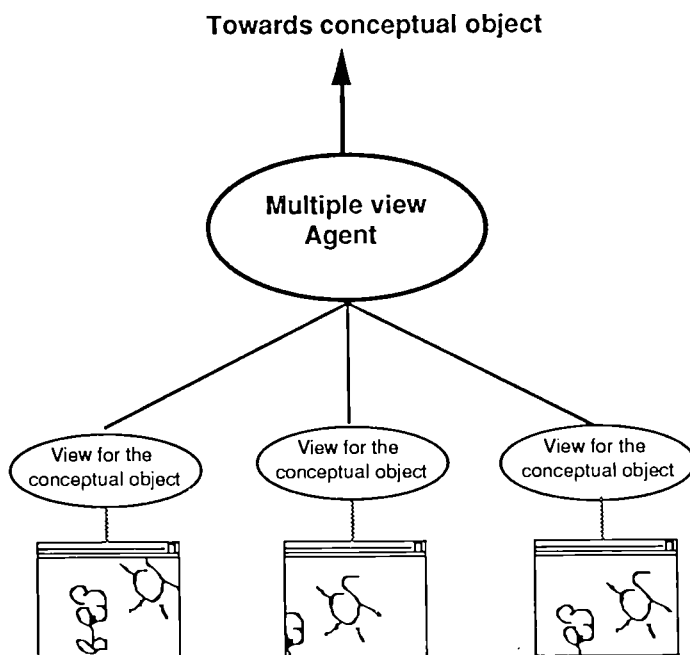 Towards conceptual object
Multiple view
Agent
View for the
conceptual object
View for the
conceptual object
View for the
conceptual object